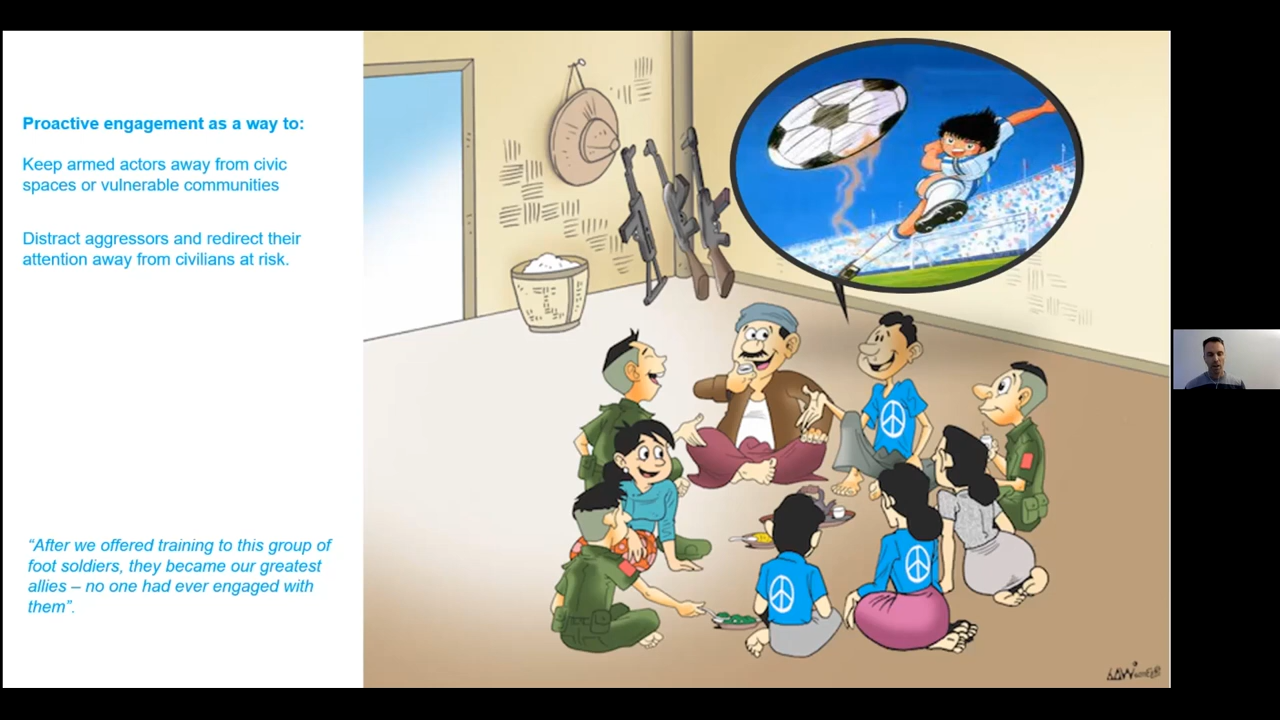 Proactive engagement as a way to:
Keep armed actors away from civic
spaces or vulnerable communities
Distract aggressors and redirect their
attention away from civilians at risk.
“After we offered training to this group of
foot soldiers, they became our greatest
allies – no one had ever engaged with
them”.